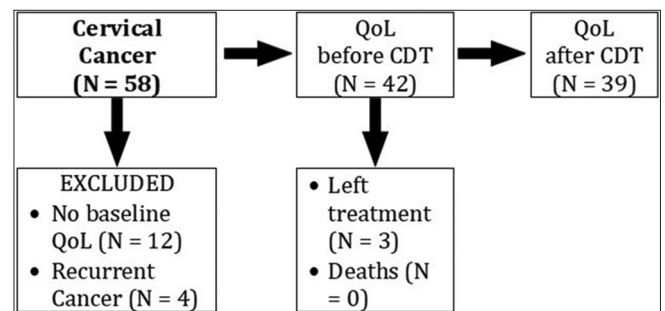 Cervical
Cancer
(N = 58)
QoL
before CDT
(N = 42)
QoL
after CDT
(N = 39)
EXCLUDED
• No baseline
QoL (N = 12)
• Recurrent
Cancer (N = 4)
• Left
treatment
(N = 3)
• Deaths (N
= 0)